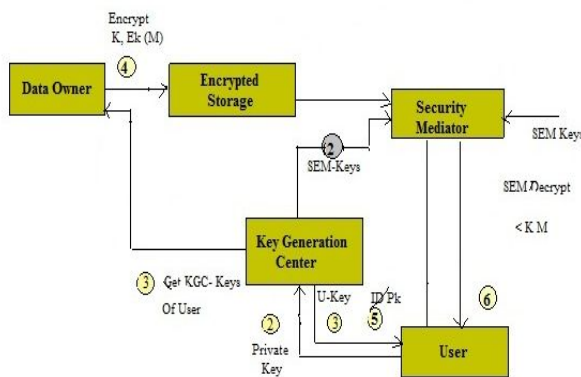 Encrypt
K, Ek (M)
4
Data Owner
Encrypted
Storage
Security
Mediator
SEM Keys
2
SEM-Keys
SEM Decrypt
< K M
Key Generation
Center
3 Get KGC- Keys
Of User
U-Key
ID Pk
2
3
5
6
Private
Key
User